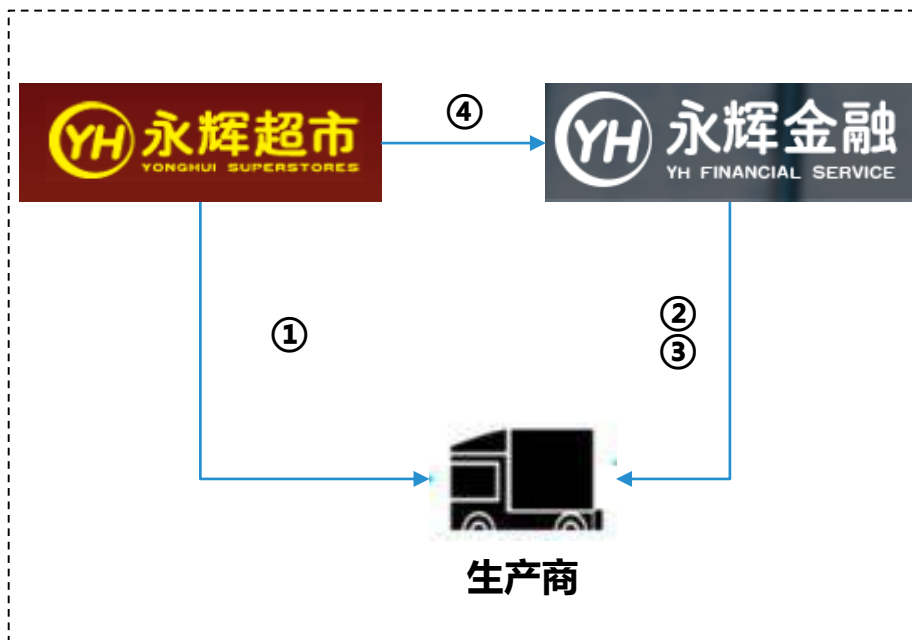 YH 永辉超市
YONGHUI SUPERSTORES
④
YH 永辉金融
YH FINANCIAL SERVICE
①
②
③
生产商